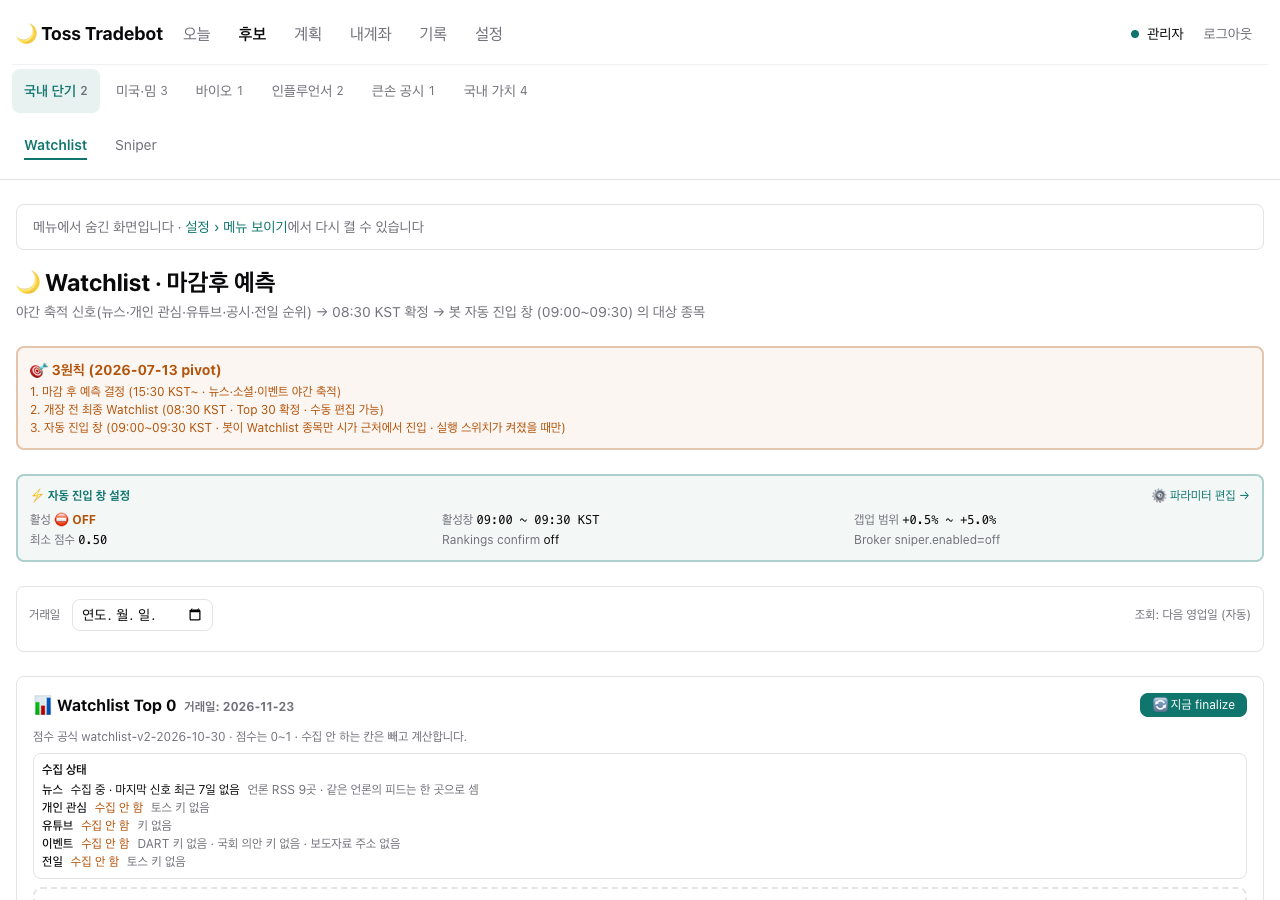 🌙 Toss Tradebot 오늘 후보 계획 내계좌 기록 설정 관리자 로그아웃
국내 단기 2 미국·밈 3 바이오 1 인플루언서 2 큰손 공시 1 국내 가치 4
Watchlist Sniper
메뉴에서 숨긴 화면입니다 · 설정 › 메뉴 보이기에서 다시 켤 수 있습니다
🌙 Watchlist · 마감후 예측
야간 축적 신호(뉴스·개인 관심·유튜브·공시·전일 순위) → 08:30 KST 확정 → 봇 자동 진입 창 (09:00~09:30) 의 대상 종목
🎯 3원칙 (2026-07-13 pivot)
1. 마감 후 예측 결정 (15:30 KST~ · 뉴스·소셜·이벤트 야간 축적)
2. 개장 전 최종 Watchlist (08:30 KST · Top 30 확정 · 수동 편집 가능)
3. 자동 진입 창 (09:00~09:30 KST · 봇이 Watchlist 종목만 시가 근처에서 진입 · 실행 스위치가 켜졌을 때만)
⚡ 자동 진입 창 설정 ⚙️ 파라미터 편집 →
활성 ⛔ OFF 활성창 09:00 ~ 09:30 KST 갭업 범위 +0.5% ~ +5.0%
최소 점수 0.50 Rankings confirm off Broker sniper.enabled=off
거래일 연도. 월. 일. 조회: 다음 영업일 (자동)
📊 Watchlist Top 0 거래일: 2026-11-23 🔄 지금 finalize
점수 공식 watchlist-v2-2026-10-30 · 점수는 0~1 · 수집 안 하는 칸은 빼고 계산합니다.
수집 상태
뉴스 수집 중 · 마지막 신호 최근 7일 없음 언론 RSS 9곳 · 같은 언론의 피드는 한 곳으로 셈
개인 관심 수집 안 함 토스 키 없음
유튜브 수집 안 함 키 없음
이벤트 수집 안 함 DART 키 없음 · 국회 의안 키 없음 · 보도자료 주소 없음
전일 수집 안 함 토스 키 없음